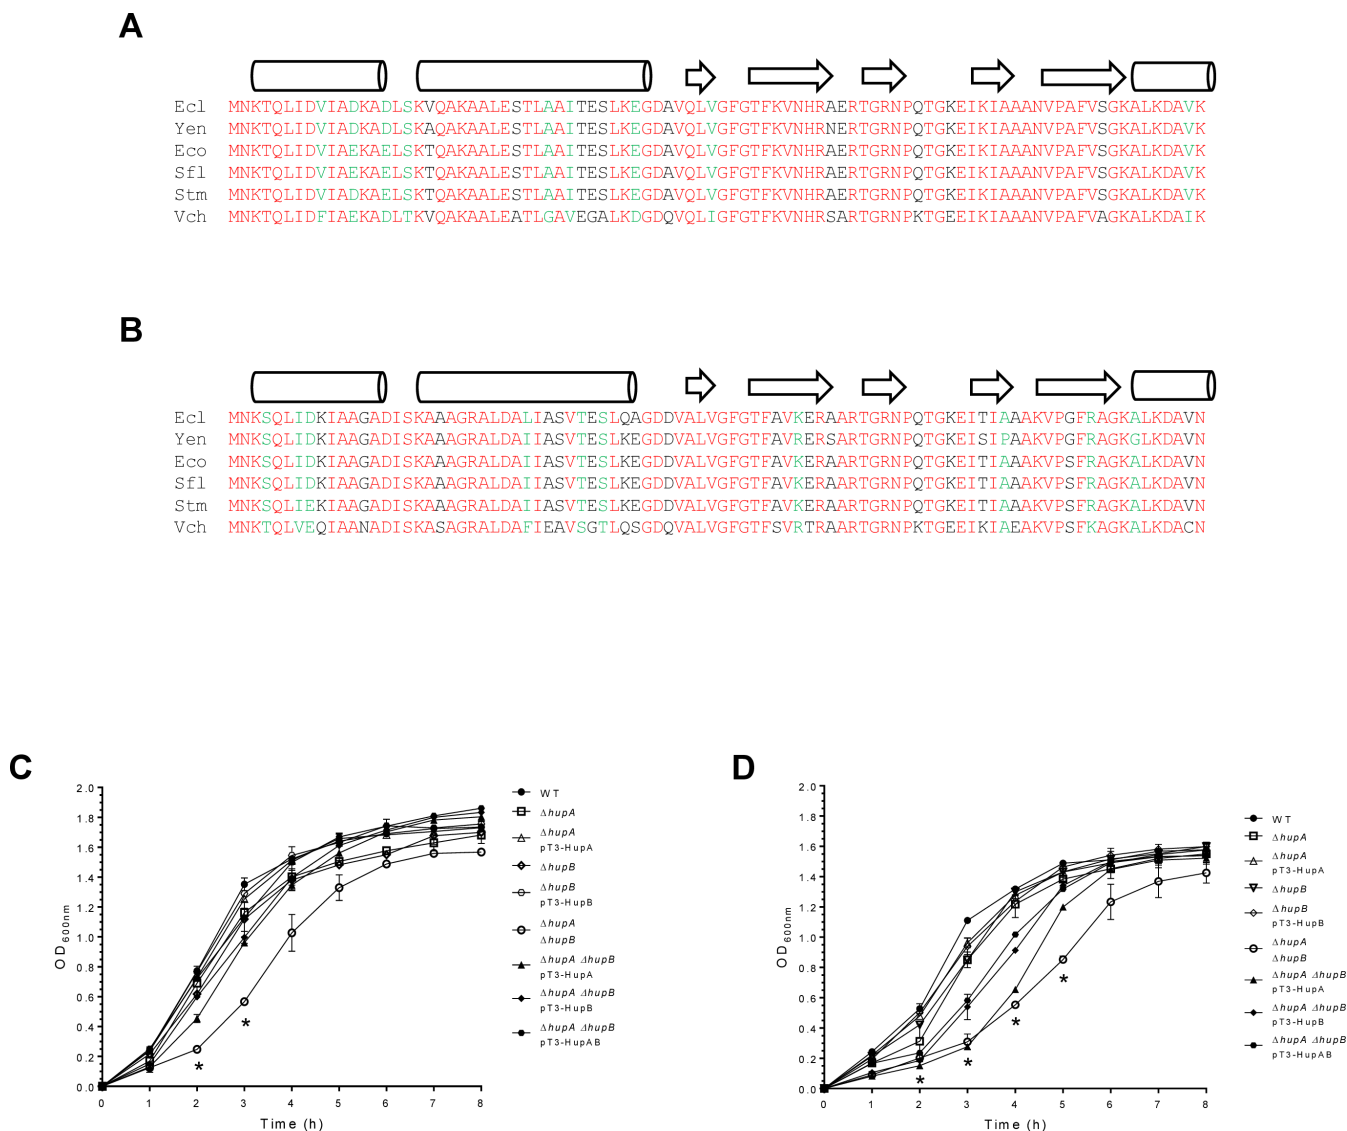 A
Ecl MNKTQLIDVIADKADLSKVQAKAALESTLAAITESLKEGDAVQLVGFGTFKVNHRAERTGRNPQTGKEIKIAAANVPAFVSGKALKDAVK
Yen MNKTQLIDVIADKADLSKAQAKAALESTLAAITESLKEGDAVQLVGFGTFKVNHRNERTGRNPQTGKEIKIAAANVPAFVSGKALKDAVK
Eco MNKTQLIDVIAEKAELSKTQAKAALESTLAAITESLKEGDAVQLVGFGTFKVNHRAERTGRNPQTGKEIKIAAANVPAFVSGKALKDAVK
Sfl MNKTQLIDVIAEKAELSKTQAKAALESTLAAITESLKEGDAVQLVGFGTFKVNHRAERTGRNPQTGKEIKIAAANVPAFVSGKALKDAVK
Stm MNKTQLIDVIADKAELSKTQAKAALESTLAAITESLKEGDAVQLVGFGTFKVNHRAERTGRNPQTGKEIKIAAANVPAFVSGKALKDAVK
Vch MNKTQLIDFIAEKADLTKVQAKAALEATLGAVEGALKDGDQVQLIGFGTFKVNHRSARTGRNPKTGEEIKIAAANVPAFVAGKALKDAIK
B
Ecl MNKSQLIDKIAAGADISKAAAGRALDALIASVTESLQAGDDVALVGFGTFAVKERAARTGRNPQTGKEITIAAAKVPGFRAGKALKDAVN
Yen MNKSQLIDKIAAGADISKAAAGRALDAIIASVTESLKEGDDVALVGFGTFAVRERSARTGRNPQTGKEISIPAAKVPGFRAGKGLKDAVN
Eco MNKSQLIDKIAAGADISKAAAGRALDAIIASVTESLKEGDDVALVGFGTFAVKERAARTGRNPQTGKEITIAAAKVPSFRAGKALKDAVN
Sfl MNKSQLIDKIAAGADISKAAAGRALDAIIASVTESLKEGDDVALVGFGTFAVKERAARTGRNPQTGKEITIAAAKVPSFRAGKALKDAVN
Stm MNKSQLIEKIAAGADISKAAAGRALDAIIASVTESLKEGDDVALVGFGTFAVKERAARTGRNPQTGKEITIAAAKVPSFRAGKALKDAVN
Vch MNKTQLVEQIAANADISKASAGRALDAFIEAVSGTLQSGDQVALVGFGTFSVRTRAARTGRNPKTGEEIKIAEAKVPSFKAGKALKDACN
C
2.0
1.8
1.6
1.4
1.2
1.0
0.8
0.6
0.4
0.2
0.0
OD600nm
0 1 2 3 4 5 6 7 8
Time (h)
* *
WT
ΔhupA
ΔhupA
pT3-HupA
ΔhupB
ΔhupB
pT3-HupB
ΔhupA
ΔhupB
ΔhupA ΔhupB
pT3-HupA
ΔhupA ΔhupB
pT3-HupB
ΔhupA ΔhupB
pT3-HupAB
D
2.0
1.8
1.6
1.4
1.2
1.0
0.8
0.6
0.4
0.2
0.0
OD600nm
0 1 2 3 4 5 6 7 8
Time (h)
* * * *
WT
ΔhupA
ΔhupA
pT3-HupA
ΔhupB
ΔhupB
pT3-HupB
ΔhupA
ΔhupB
ΔhupA ΔhupB
pT3-HupA
ΔhupA ΔhupB
pT3-HupB
ΔhupA ΔhupB
pT3-HupAB